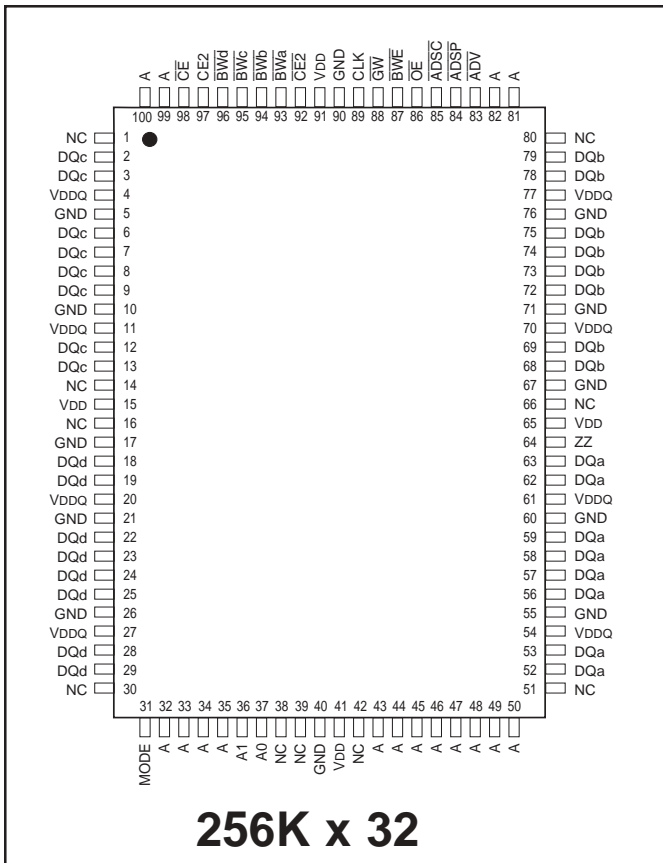 A A CE CE2 BWd BWc BWb BWa CE2 VDD GND CLK GW BWE OE ADSC ADSP ADV A A
100 99 98 97 96 95 94 93 92 91 90 89 88 87 86 85 84 83 82 81
NC 1 80 NC
DQc 2 79 DQb
DQc 3 78 DQb
VDDQ 4 77 VDDQ
GND 5 76 GND
DQc 6 75 DQb
DQc 7 74 DQb
DQc 8 73 DQb
DQc 9 72 DQb
GND 10 71 GND
VDDQ 11 70 VDDQ
DQc 12 69 DQb
DQc 13 68 DQb
NC 14 67 GND
VDD 15 66 NC
NC 16 65 VDD
GND 17 64 ZZ
DQd 18 63 DQa
DQd 19 62 DQa
VDDQ 20 61 VDDQ
GND 21 60 GND
DQd 22 59 DQa
DQd 23 58 DQa
DQd 24 57 DQa
DQd 25 56 DQa
GND 26 55 GND
VDDQ 27 54 VDDQ
DQd 28 53 DQa
DQd 29 52 DQa
NC 30 51 NC
31 32 33 34 35 36 37 38 39 40 41 42 43 44 45 46 47 48 49 50
MODE A A A A A1 A0 NC NC GND VDD NC A A A A A A A A
256K x 32